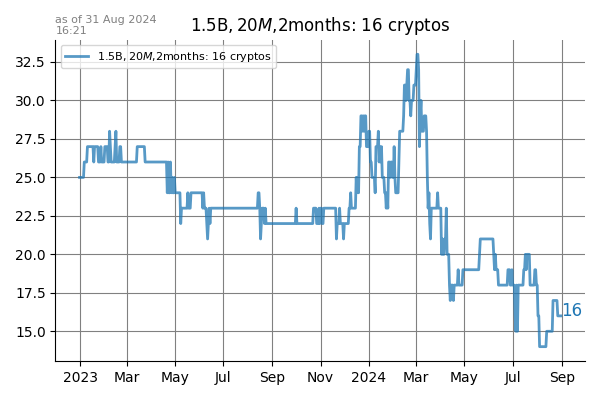 as of 31 Aug 2024
16:21
1.5B, 20M,2months: 16 cryptos
1.5B, 20M,2months: 16 cryptos
32.5
30.0
27.5
25.0
22.5
20.0
17.5
15.0
16
2023 Mar May Jul Sep Nov 2024 Mar May Jul Sep